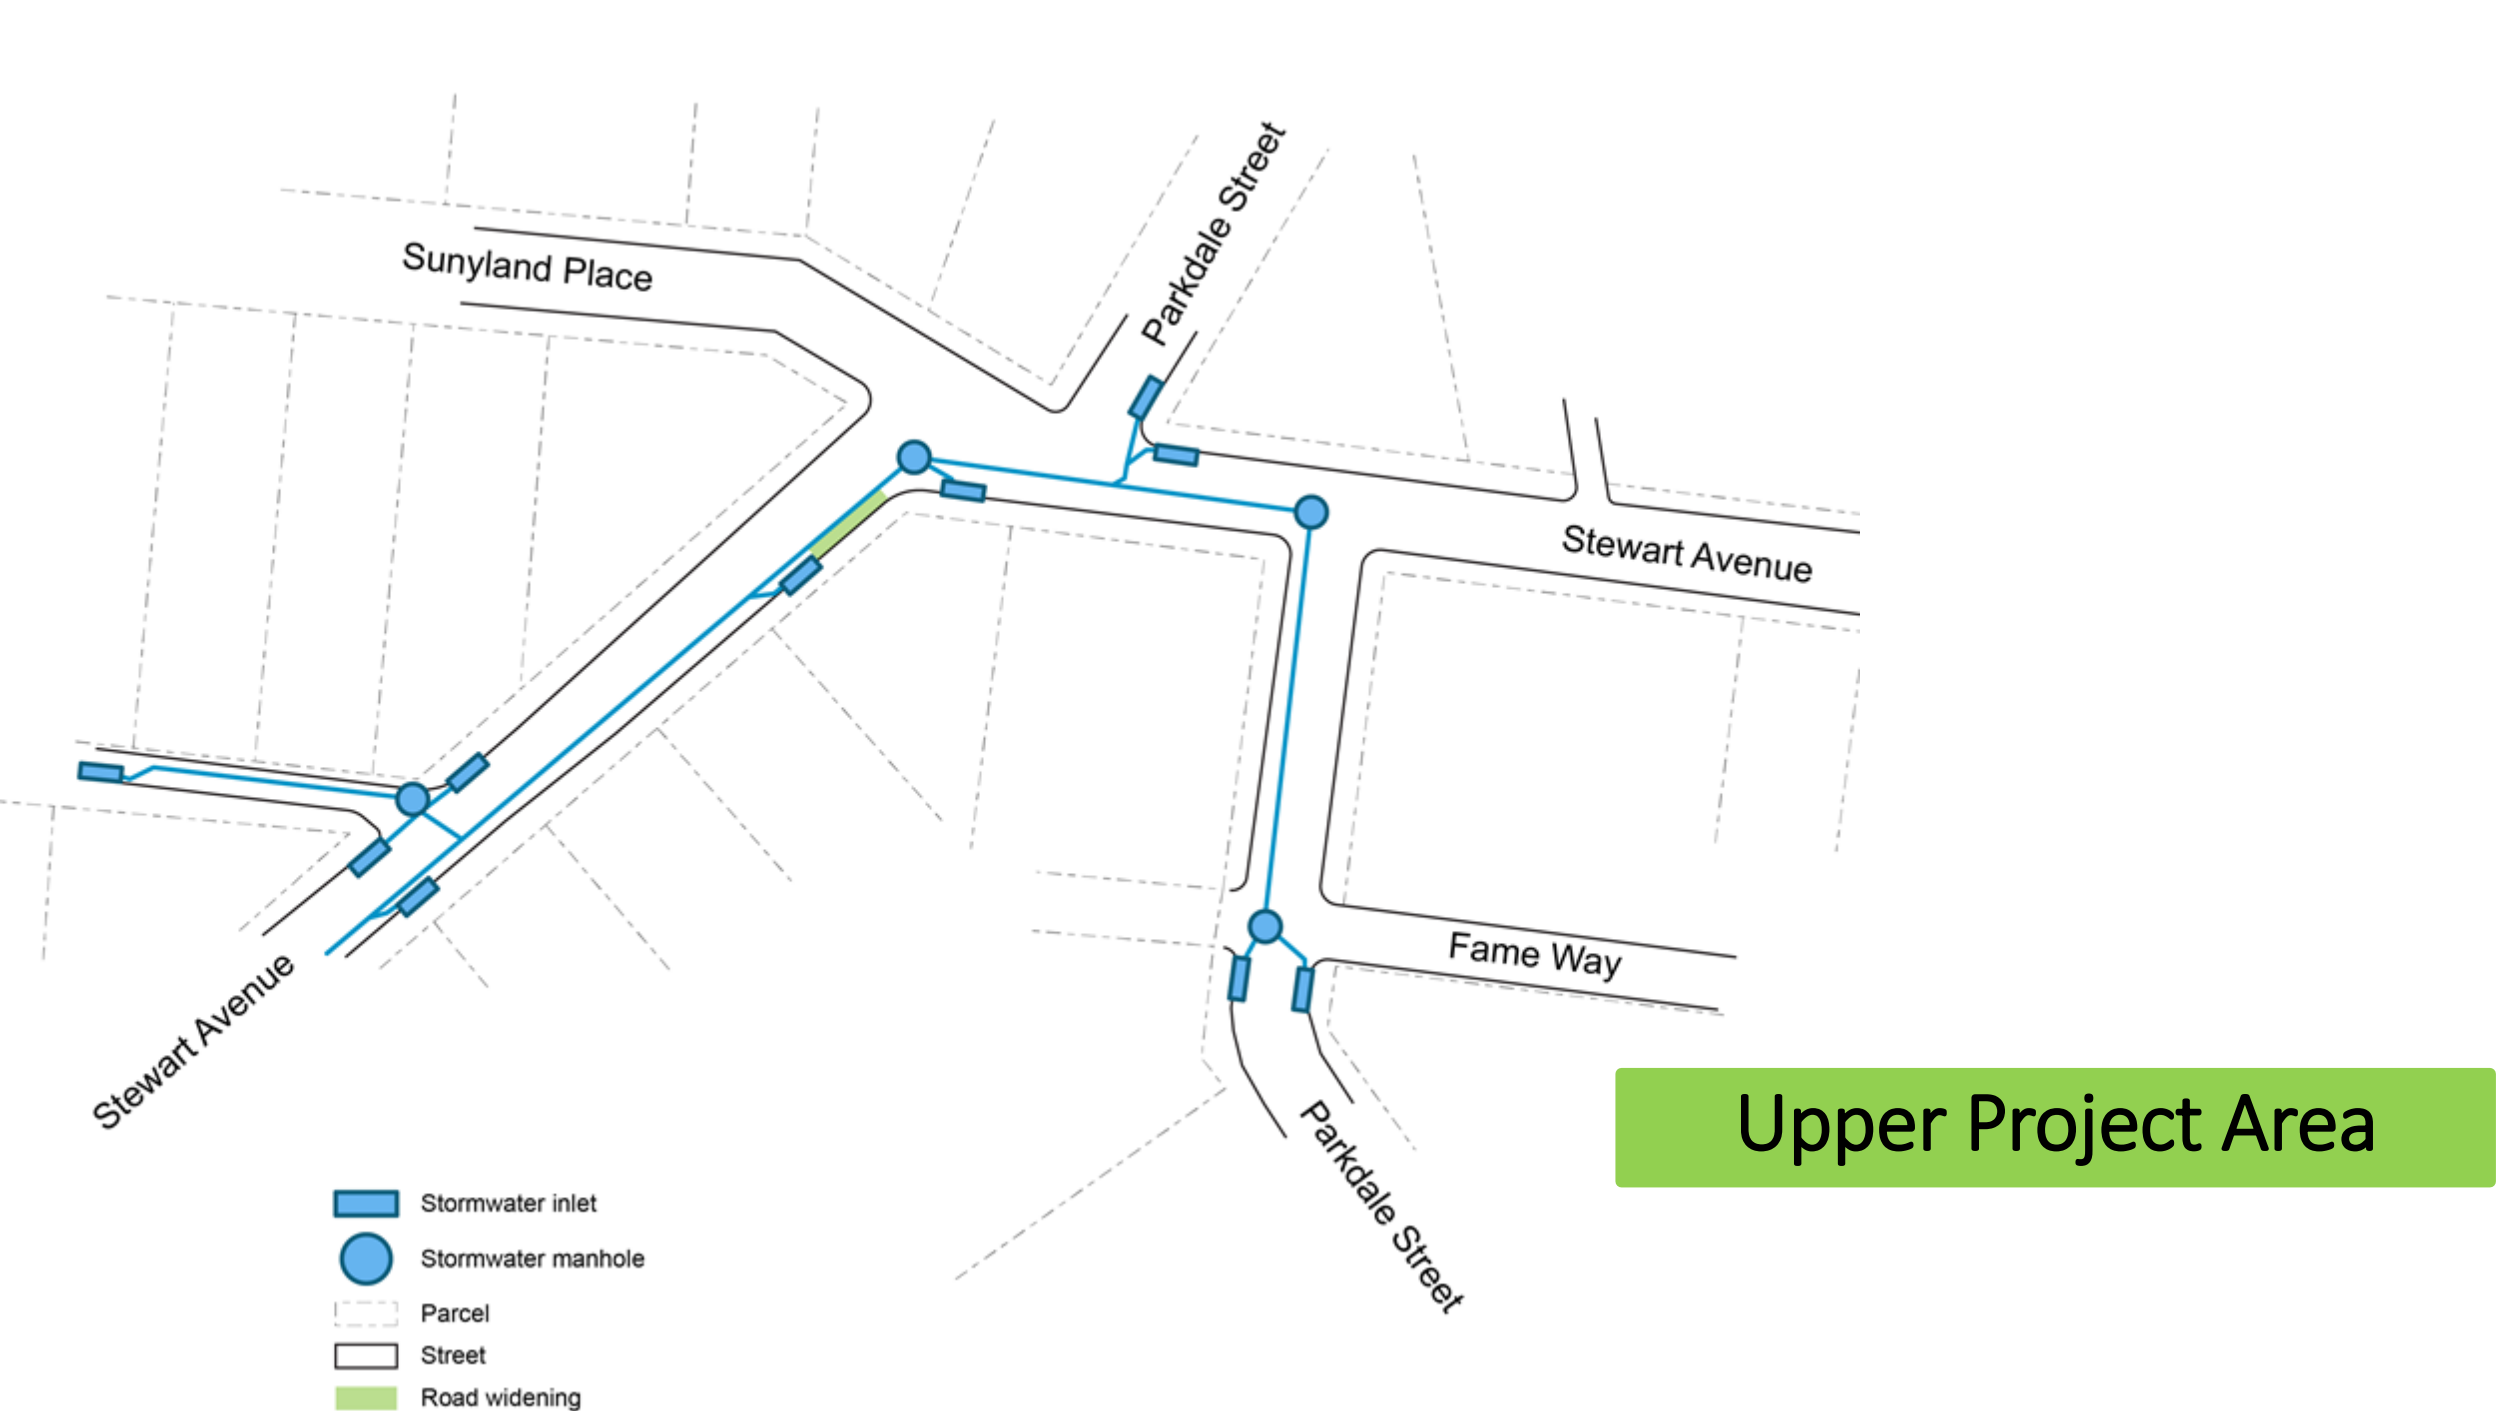 Parkdale Street
Sunyland Place
Stewart Avenue
Fame Way
Stewart Avenue
Parkdale Street
Upper Project Area
Stormwater inlet
Stormwater manhole
Parcel
Street
Road widening